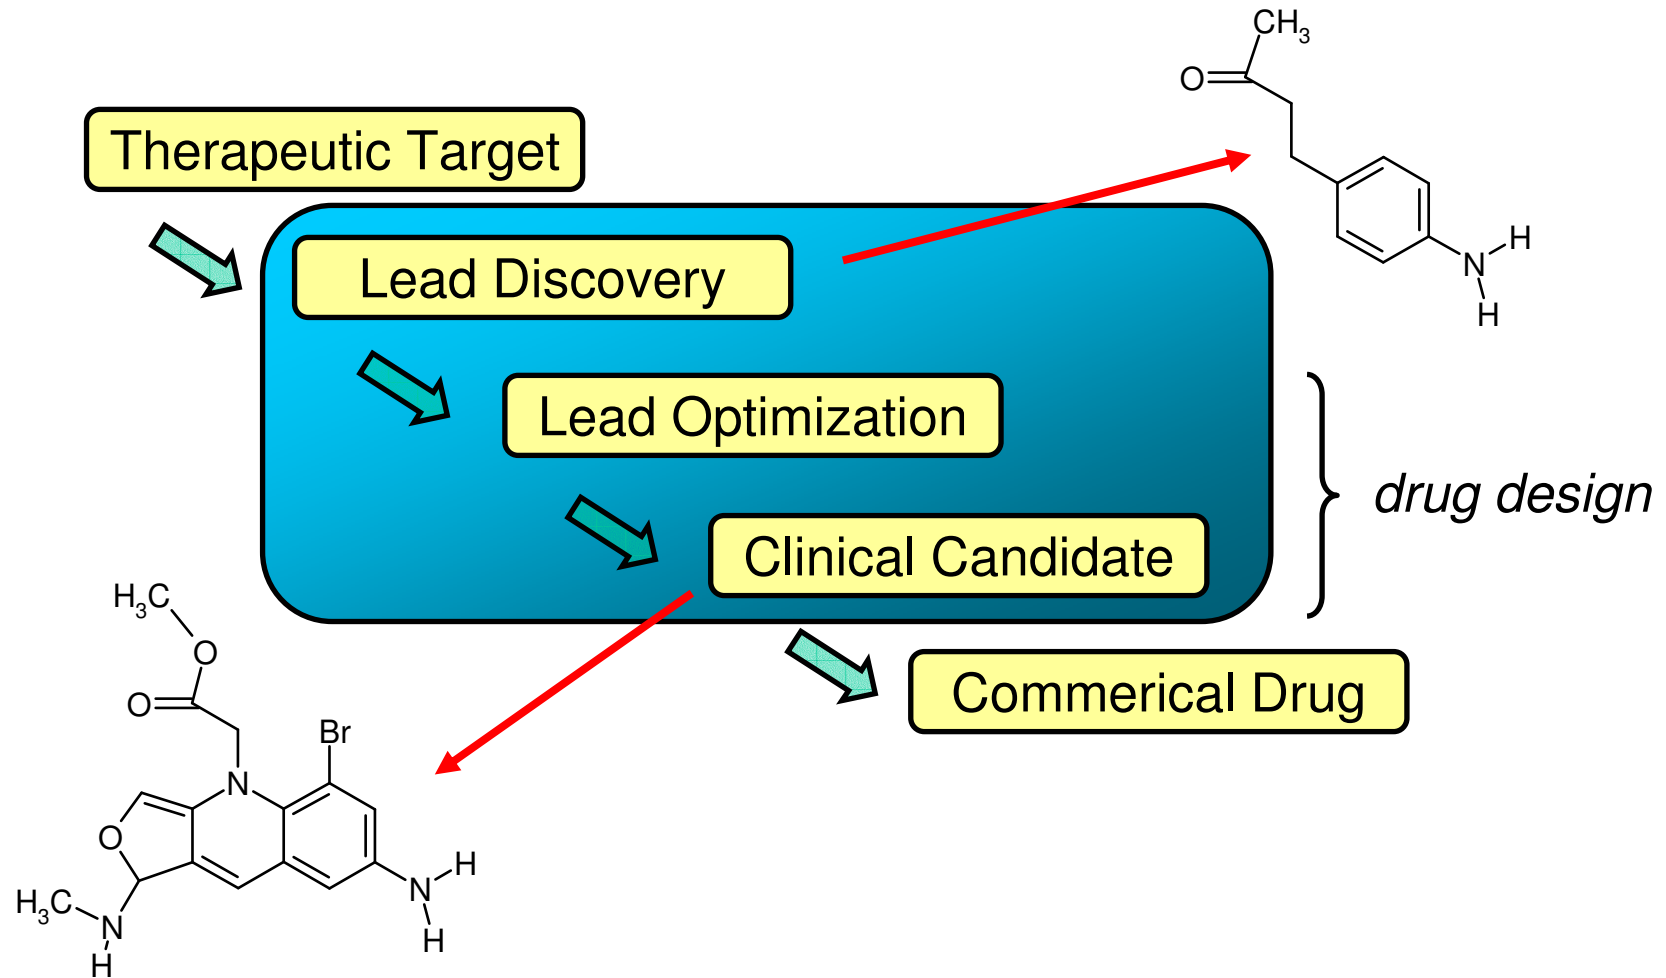 CH3
O
Therapeutic Target
Lead Discovery
H
N
H
Lead Optimization
drug design
Clinical Candidate
H3C
O
O
Commerical Drug
Br
N
O
H
N
H3C
N
H
H